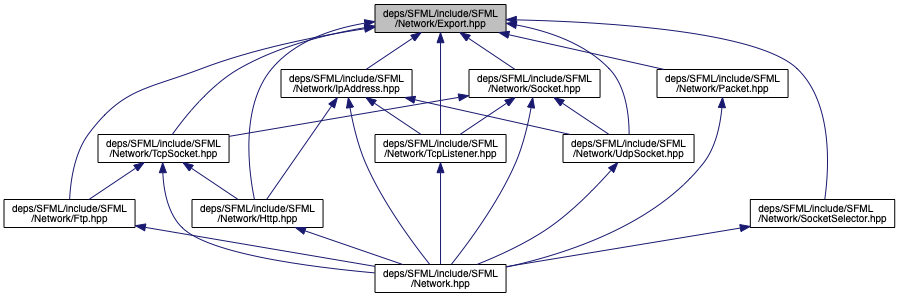 deps/SFML/include/SFML
/Network/Export.hpp
deps/SFML/include/SFML
/Network/IpAddress.hpp
deps/SFML/include/SFML
/Network/Socket.hpp
deps/SFML/include/SFML
/Network/Packet.hpp
deps/SFML/include/SFML
/Network/TcpSocket.hpp
deps/SFML/include/SFML
/Network/TcpListener.hpp
deps/SFML/include/SFML
/Network/UdpSocket.hpp
deps/SFML/include/SFML
/Network/Ftp.hpp
deps/SFML/include/SFML
/Network/Http.hpp
deps/SFML/include/SFML
/Network/SocketSelector.hpp
deps/SFML/include/SFML
/Network.hpp